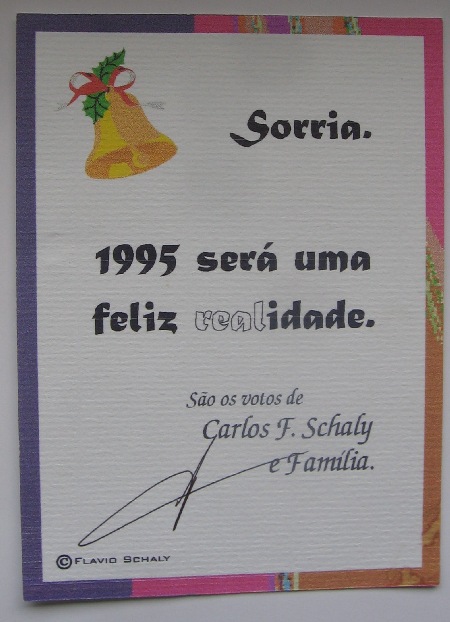 Sorria.
1995 será uma
feliz realidade.
São os votos de
Carlos F. Schaly
e Família.
© Flavio Schaly